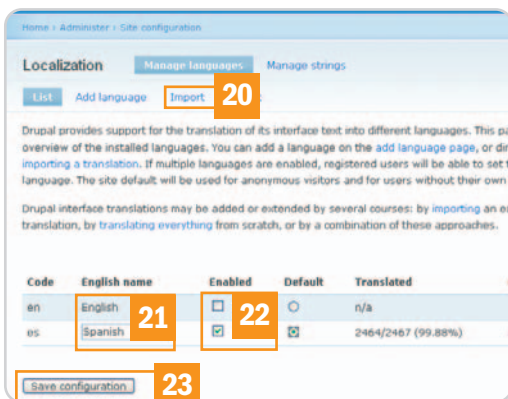 Home › Administer › Site configuration
Localization Manage languages Manage strings
List Add language Import 20
Drupal provides support for the translation of its interface text into different languages. This
overview of the installed languages. You can add a language on the add language page, or
importing a translation. If multiple languages are enabled, registered users will be able to set
language. The site default will be used for anonymous visitors and for users without their own
Drupal interface translations may be added or extended by several courses: by importing an
translation, by translating everything from scratch, or by a combination of these approaches.
Code English name Enabled Default Translated
en English n/a
21 22
es Spanish 2464/2467 (99.88%)
Save configuration 23